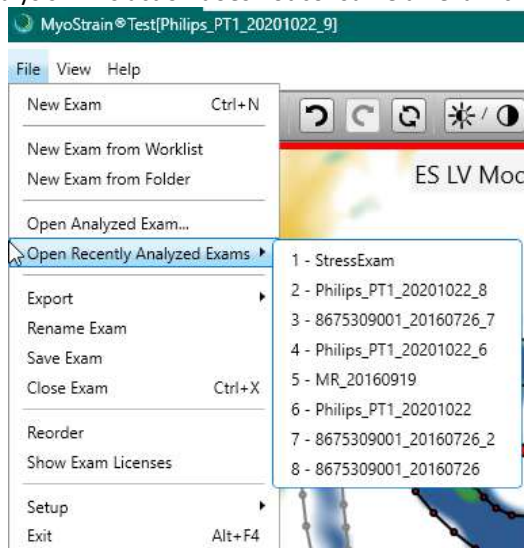 MyoStrain®Test[Philips_PT1_20201022_9]
File View Help
New Exam Ctrl+N
New Exam from Worklist
New Exam from Folder
Open Analyzed Exam...
Open Recently Analyzed Exams
Export
Rename Exam
Save Exam
Close Exam Ctrl+X
Reorder
Show Exam Licenses
Setup
Exit Alt+F4
ES LV Mod
1 - StressExam
2 - Philips_PT1_20201022_8
3 - 8675309001_20160726_7
4 - Philips_PT1_20201022_6
5 - MR_20160919
6 - Philips_PT1_20201022
7 - 8675309001_20160726_2
8 - 8675309001_20160726